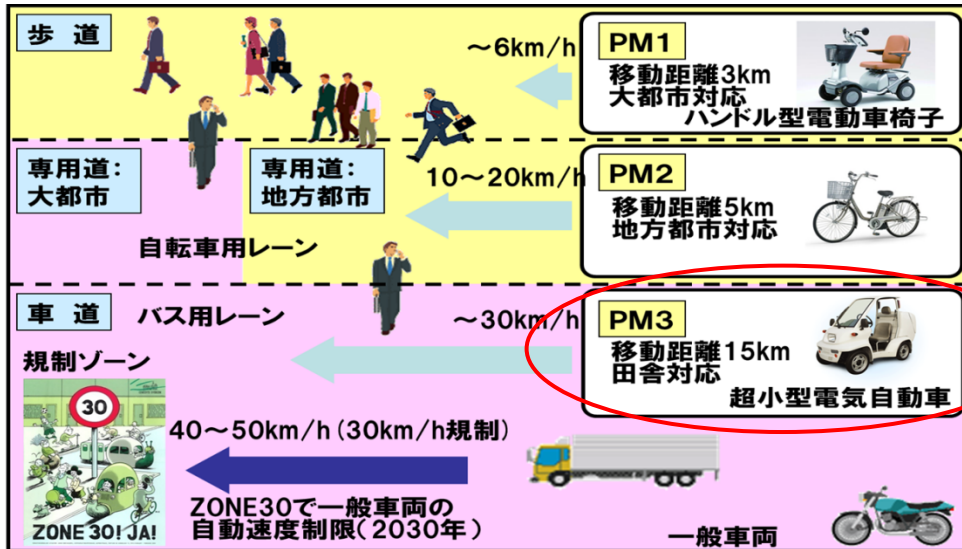 歩 道
~6km/h
PM1
移動距離3km
大都市対応
ハンドル型電動車椅子
専用道:
大都市
専用道:
地方都市
10~20km/h
PM2
移動距離5km
地方都市対応
自転車用レーン
車 道
バス用レーン
~30km/h
PM3
移動距離15km
田舎対応
超小型電気自動車
規制ゾーン
30
ZONE 30! JA!
40~50km/h(30km/h規制)
ZONE30で一般車両の
自動速度制限(2030年)
一般車両